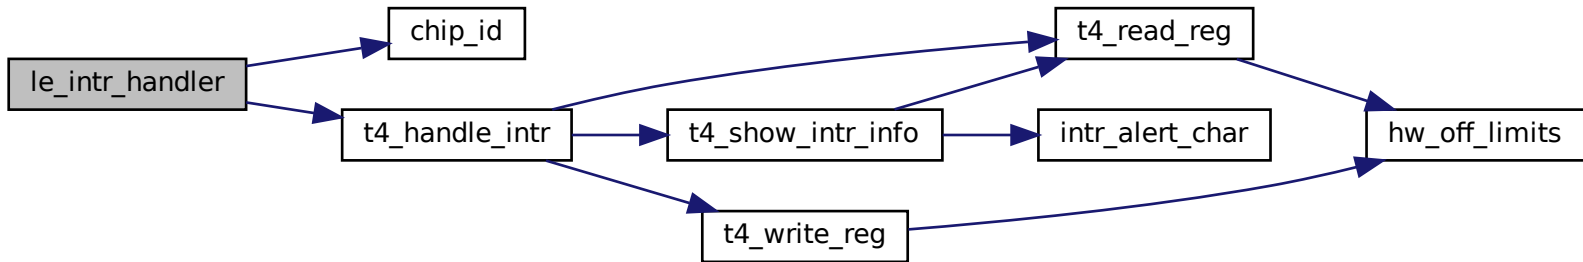 chip_id
t4_read_reg
le_intr_handler
t4_handle_intr
t4_show_intr_info
intr_alert_char
hw_off_limits
t4_write_reg